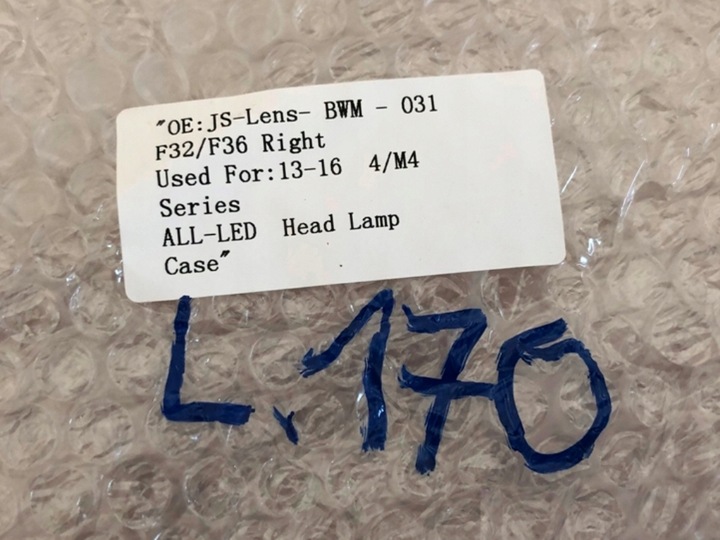 "OE:JS-Lens- BWM - 031
F32/F36 Right
Used For:13-16 4/M4
Series
ALL-LED Head Lamp
Case"
L.170